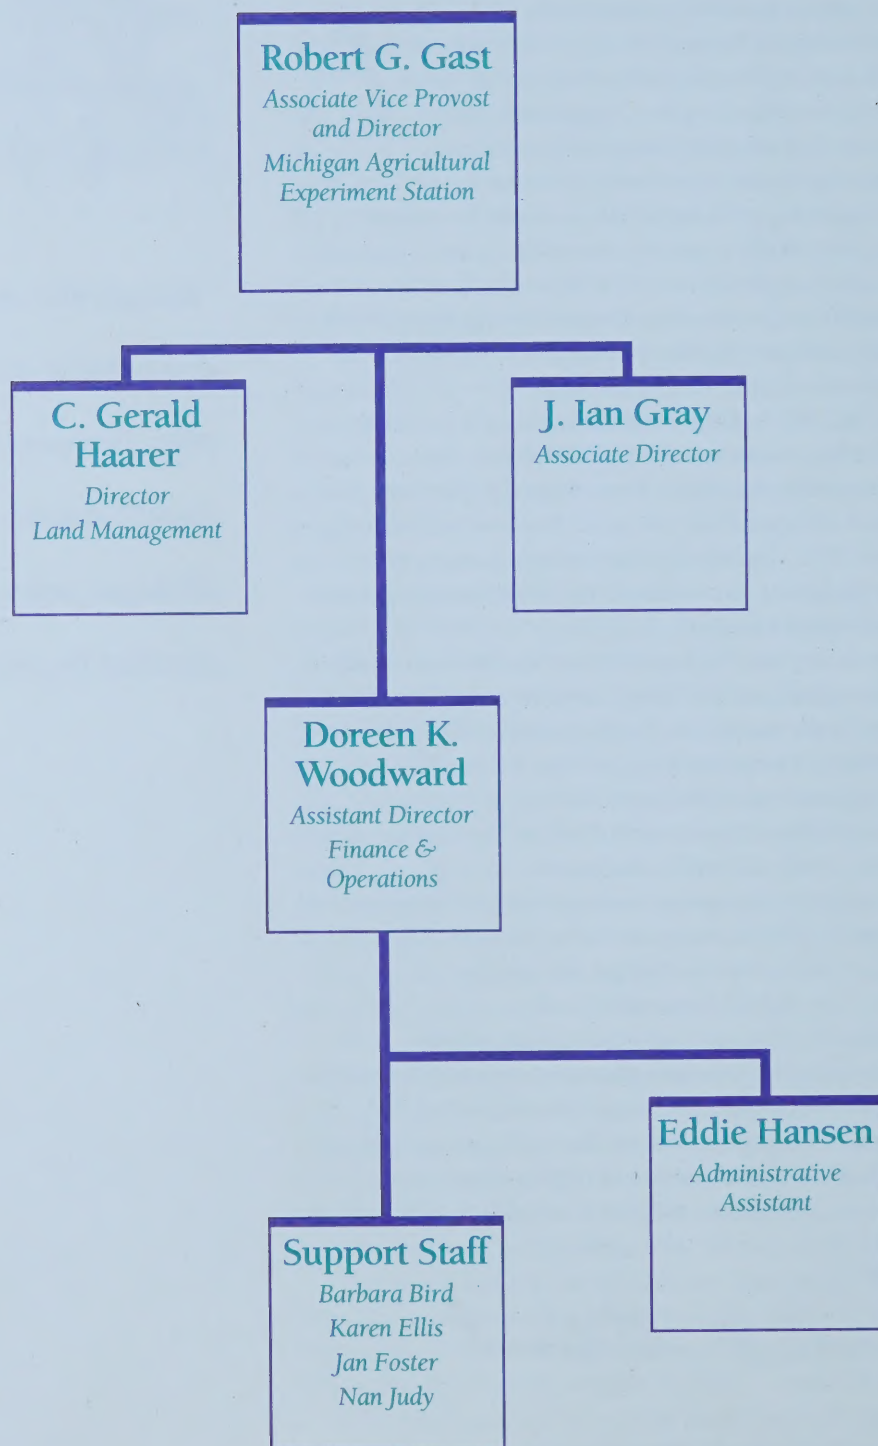 Robert G. Gast
Associate Vice Provost
and Director
Michigan Agricultural
Experiment Station
C. Gerald
Haarer
Director
Land Management
J. Ian Gray
Associate Director
Doreen K.
Woodward
Assistant Director
Finance &
Operations
Eddie Hansen
Administrative
Assistant
Support Staff
Barbara Bird
Karen Ellis
Jan Foster
Nan Judy